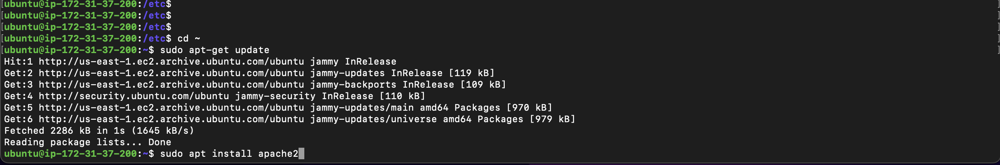 [ubuntu@ip-172-31-37-200:/etc$ ]
[ubuntu@ip-172-31-37-200:/etc$ ]
[ubuntu@ip-172-31-37-200:/etc$ ]
[ubuntu@ip-172-31-37-200:/etc$ cd ~ ]
[ubuntu@ip-172-31-37-200:~$ sudo apt-get update ]
Hit:1 http://us-east-1.ec2.archive.ubuntu.com/ubuntu jammy InRelease
Get:2 http://us-east-1.ec2.archive.ubuntu.com/ubuntu jammy-updates InRelease [119 kB]
Get:3 http://us-east-1.ec2.archive.ubuntu.com/ubuntu jammy-backports InRelease [109 kB]
Get:4 http://security.ubuntu.com/ubuntu jammy-security InRelease [110 kB]
Get:5 http://us-east-1.ec2.archive.ubuntu.com/ubuntu jammy-updates/main amd64 Packages [970 kB]
Get:6 http://us-east-1.ec2.archive.ubuntu.com/ubuntu jammy-updates/universe amd64 Packages [979 kB]
Fetched 2286 kB in 1s (1645 kB/s)
Reading package lists... Done
ubuntu@ip-172-31-37-200:~$ sudo apt install apache2